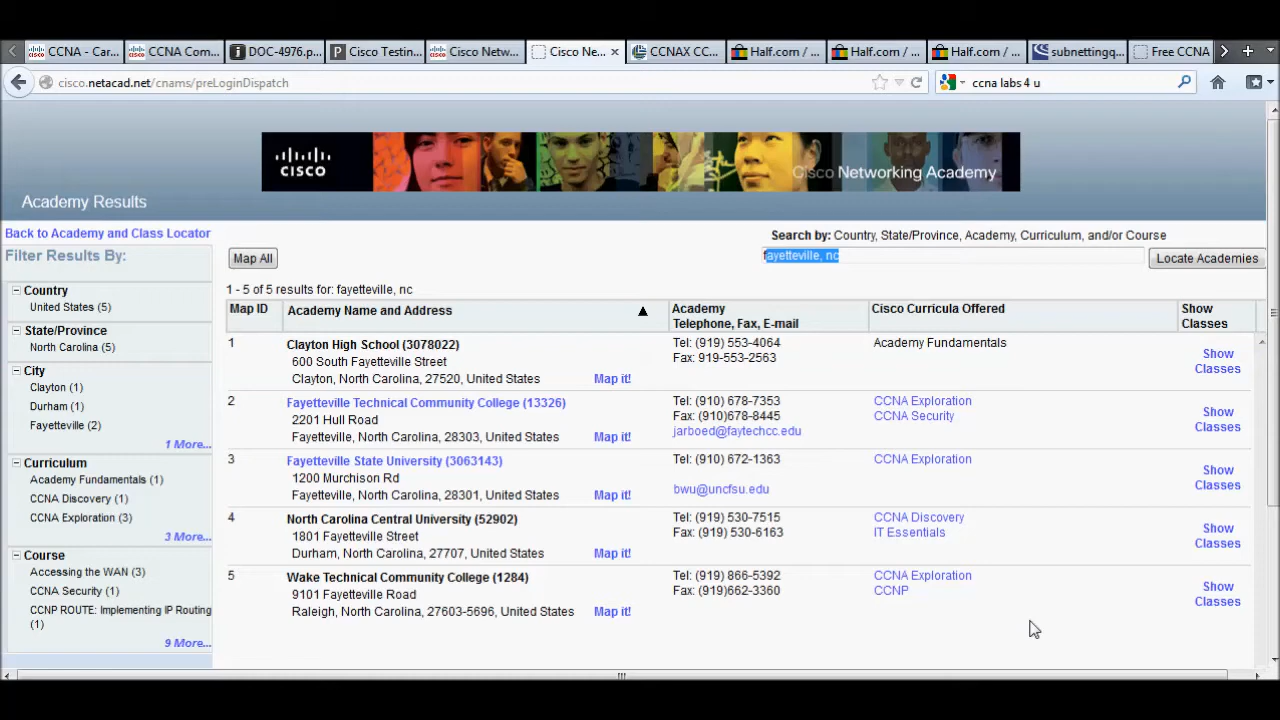 CCNA - Car... CCNA Com... DOC-4976.p... Cisco Testin... Cisco Netw... Cisco Ne... × CCNAX CC... Half.com / ... Half.com / ... Half.com / ... subnettingq... Free CCNA
cisco.netacad.net/cnams/preLoginDispatch ccna labs 4 u
CISCO Cisco Networking Academy
Academy Results
Back to Academy and Class Locator
Search by: Country, State/Province, Academy, Curriculum, and/or Course
Filter Results By:
Map All fayetteville, nc Locate Academies
1 - 5 of 5 results for: fayetteville, nc
Country
United States (5)
State/Province
North Carolina (5)
City
Clayton (1)
Durham (1)
Fayetteville (2)
1 More...
Curriculum
Academy Fundamentals (1)
CCNA Discovery (1)
CCNA Exploration (3)
3 More...
Course
Accessing the WAN (3)
CCNA Security (1)
CCNP ROUTE: Implementing IP Routing
(1)
9 More...
Map ID Academy Name and Address ▲ Academy Cisco Curricula Offered Show
Telephone, Fax, E-mail Classes
1 Clayton High School (3078022) Tel: (919) 553-4064 Academy Fundamentals Show
600 South Fayetteville Street Fax: 919-553-2563 Classes
Clayton, North Carolina, 27520, United States Map it!
2 Fayetteville Technical Community College (13326) Tel: (910) 678-7353 CCNA Exploration Show
2201 Hull Road Fax: (910)678-8445 CCNA Security Classes
Fayetteville, North Carolina, 28303, United States Map it! jarboed@faytechcc.edu
3 Fayetteville State University (3063143) Tel: (910) 672-1363 CCNA Exploration Show
1200 Murchison Rd Classes
Fayetteville, North Carolina, 28301, United States Map it! bwu@uncfsu.edu
4 North Carolina Central University (52902) Tel: (919) 530-7515 CCNA Discovery Show
1801 Fayetteville Street Fax: (919) 530-6163 IT Essentials Classes
Durham, North Carolina, 27707, United States Map it!
5 Wake Technical Community College (1284) Tel: (919) 866-5392 CCNA Exploration Show
9101 Fayetteville Road Fax: (919)662-3360 CCNP Classes
Raleigh, North Carolina, 27603-5696, United States Map it!